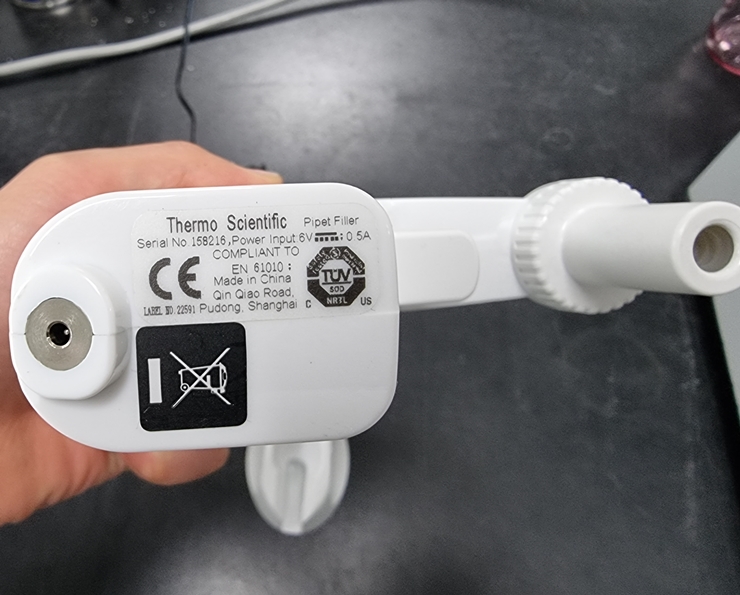 Thermo Scientific Pipet Filler
Serial No.158216,Power Input:6V⎓: 0.5A
COMPLIANT TO
EN 61010 :
Made in China
Qin Qiao Road,
LABEL NO.22591 Pudong, Shanghai
CE
TÜV
NRTL
C US